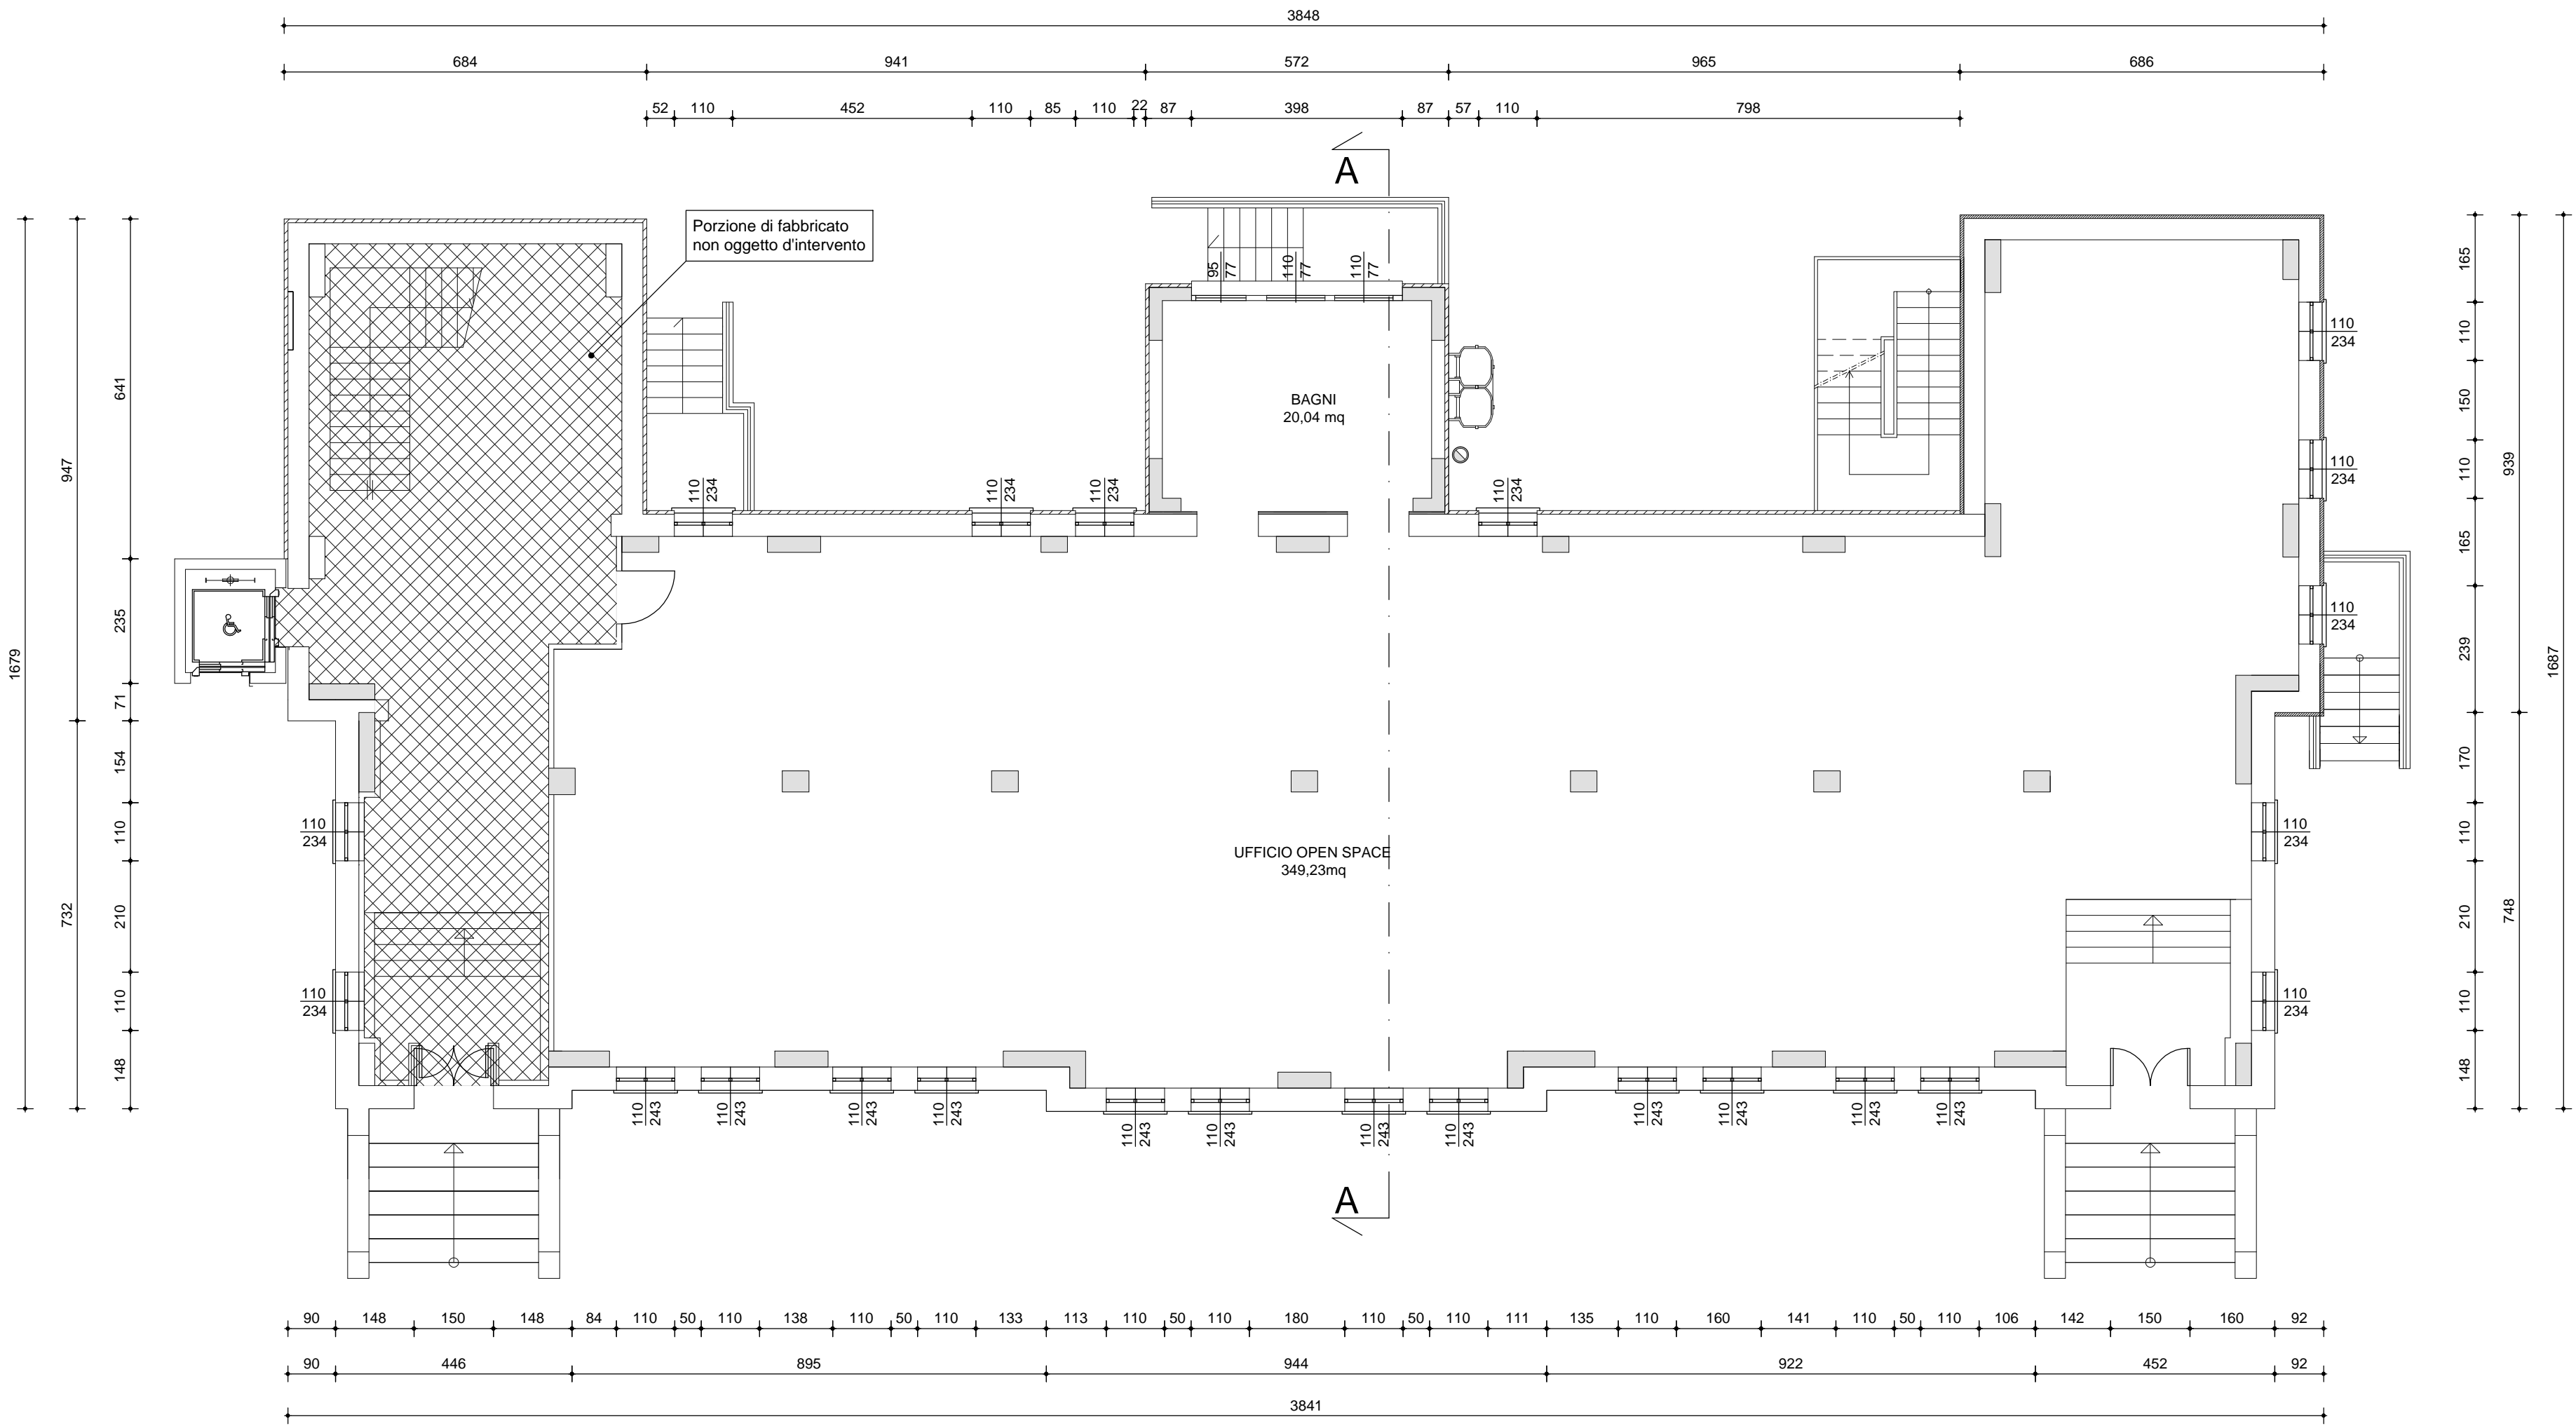 3848
684 941 572 965 686
52 110 452 110 85 110 22 87 398 87 57 110 798
A
Porzione di fabbricato
non oggetto d'intervento
95 77 110 77 110 77
BAGNI
20,04 mq
110 234 110 234 110 234 110 234
110
234
110
234
110
234
1679
947 732
641 235 71 154 110 210 110 148
165 110 150 110 165 239 170 110 210 110 148
939 748
1687
110
234
110
234
110
234
110
234
UFFICIO OPEN SPACE
349,23mq
110 243 110 243 110 243 110 243 110 243 110 243 110 243 110 243 110 243 110 243 110 243 110 243
A
90 148 150 148 84 110 50 110 138 110 50 110 133 113 110 50 110 180 110 50 110 111 135 110 160 141 110 50 110 106 142 150 160 92
90 446 895 944 922 452 92
3841